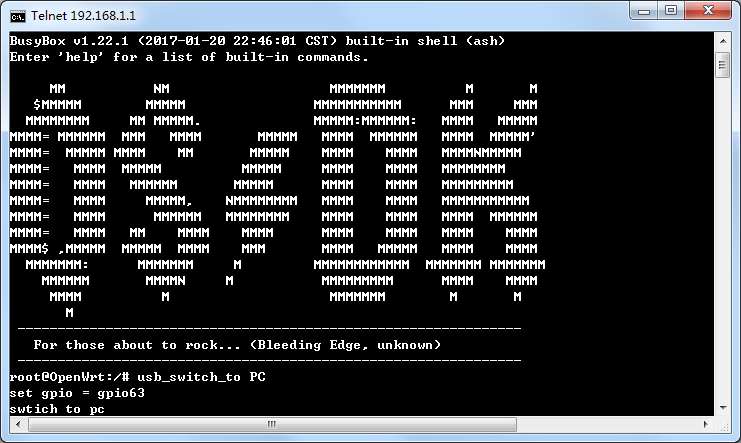 Telnet 192.168.1.1
BusyBox v1.22.1 (2017-01-20 22:46:01 CST) built-in shell (ash)
Enter 'help' for a list of built-in commands.
      MM           NM                    MMMMMMM          M       M
   $MMMMM        MMMMM                MMMMMMMMMMM      MMM     MMM
  MMMMMMMM     MM MMMMM.              MMMMM:MMMMMM:   MMMM   MMMMM
MMMM= MMMMMM  MMM   MMMM       MMMMM   MMMM  MMMMMM   MMMM  MMMMM'
MMMM=  MMMMM MMMM    MM       MMMMM    MMMM    MMMM   MMMMNMMMMM
MMMM=   MMMM  MMMMM          MMMMM     MMMM    MMMM   MMMMMMMM
MMMM=   MMMM   MMMMMM       MMMMM      MMMM    MMMM   MMMMMMMMM
MMMM=   MMMM     MMMMM,    NMMMMMMMM   MMMM    MMMM   MMMMMMMMMMM
MMMM=   MMMM      MMMMMM   MMMMMMMM    MMMM    MMMM   MMMM  MMMMMM
MMMM=   MMMM   MM    MMMM    MMMM      MMMM    MMMM   MMMM    MMMM
MMMM$ ,MMMMM  MMMMM  MMMM    MMM       MMMM   MMMMM   MMMM    MMMM
  MMMMMMM:      MMMMMMM     M         MMMMMMMMMMMM  MMMMMMM MMMMMMM
    MMMMMM       MMMMN     M           MMMMMMMMM      MMMM    MMMM
     MMMM          M                    MMMMMMM        M       M
       M
 ---------------------------------------------------------------
   For those about to rock... (Bleeding Edge, unknown)
 ---------------------------------------------------------------
root@OpenWrt:/# usb_switch_to PC
set gpio = gpio63
swtich to pc